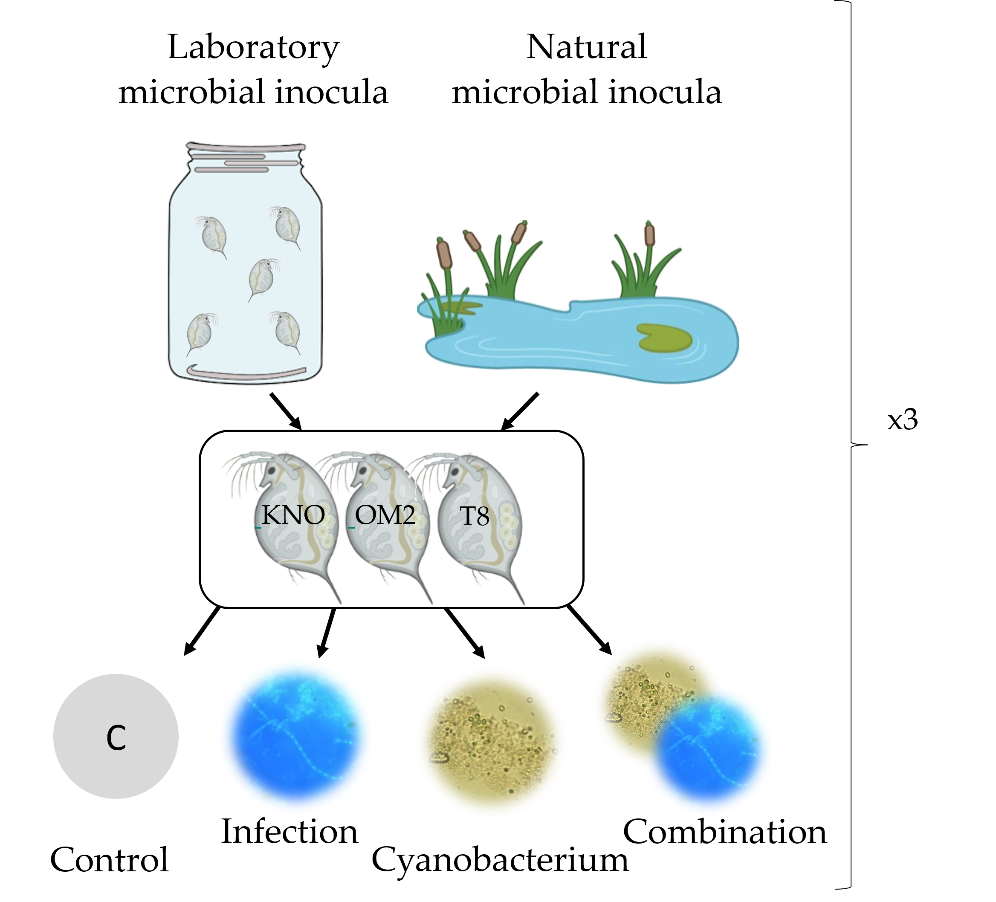 Laboratory
microbial inocula
Natural
microbial inocula
x3
KNO
OM2
T8
C
Control
Infection
Cyanobacterium
Combination